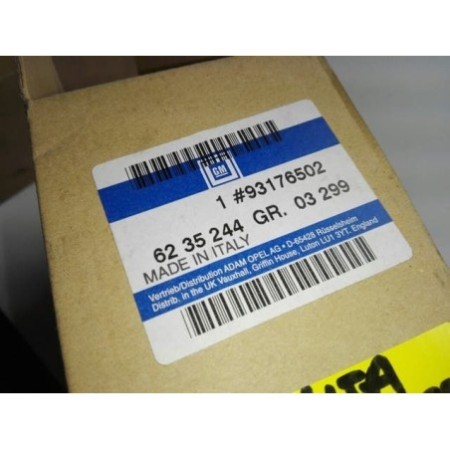 GM
1 #93176502
62 35 244 GR. 03 299
MADE IN ITALY
Vertrieb/Distribution ADAM OPEL AG • D-65428 Rüsselsheim
Distrib. in the UK Vauxhall, Griffin House, Luton LU1 3YT, England